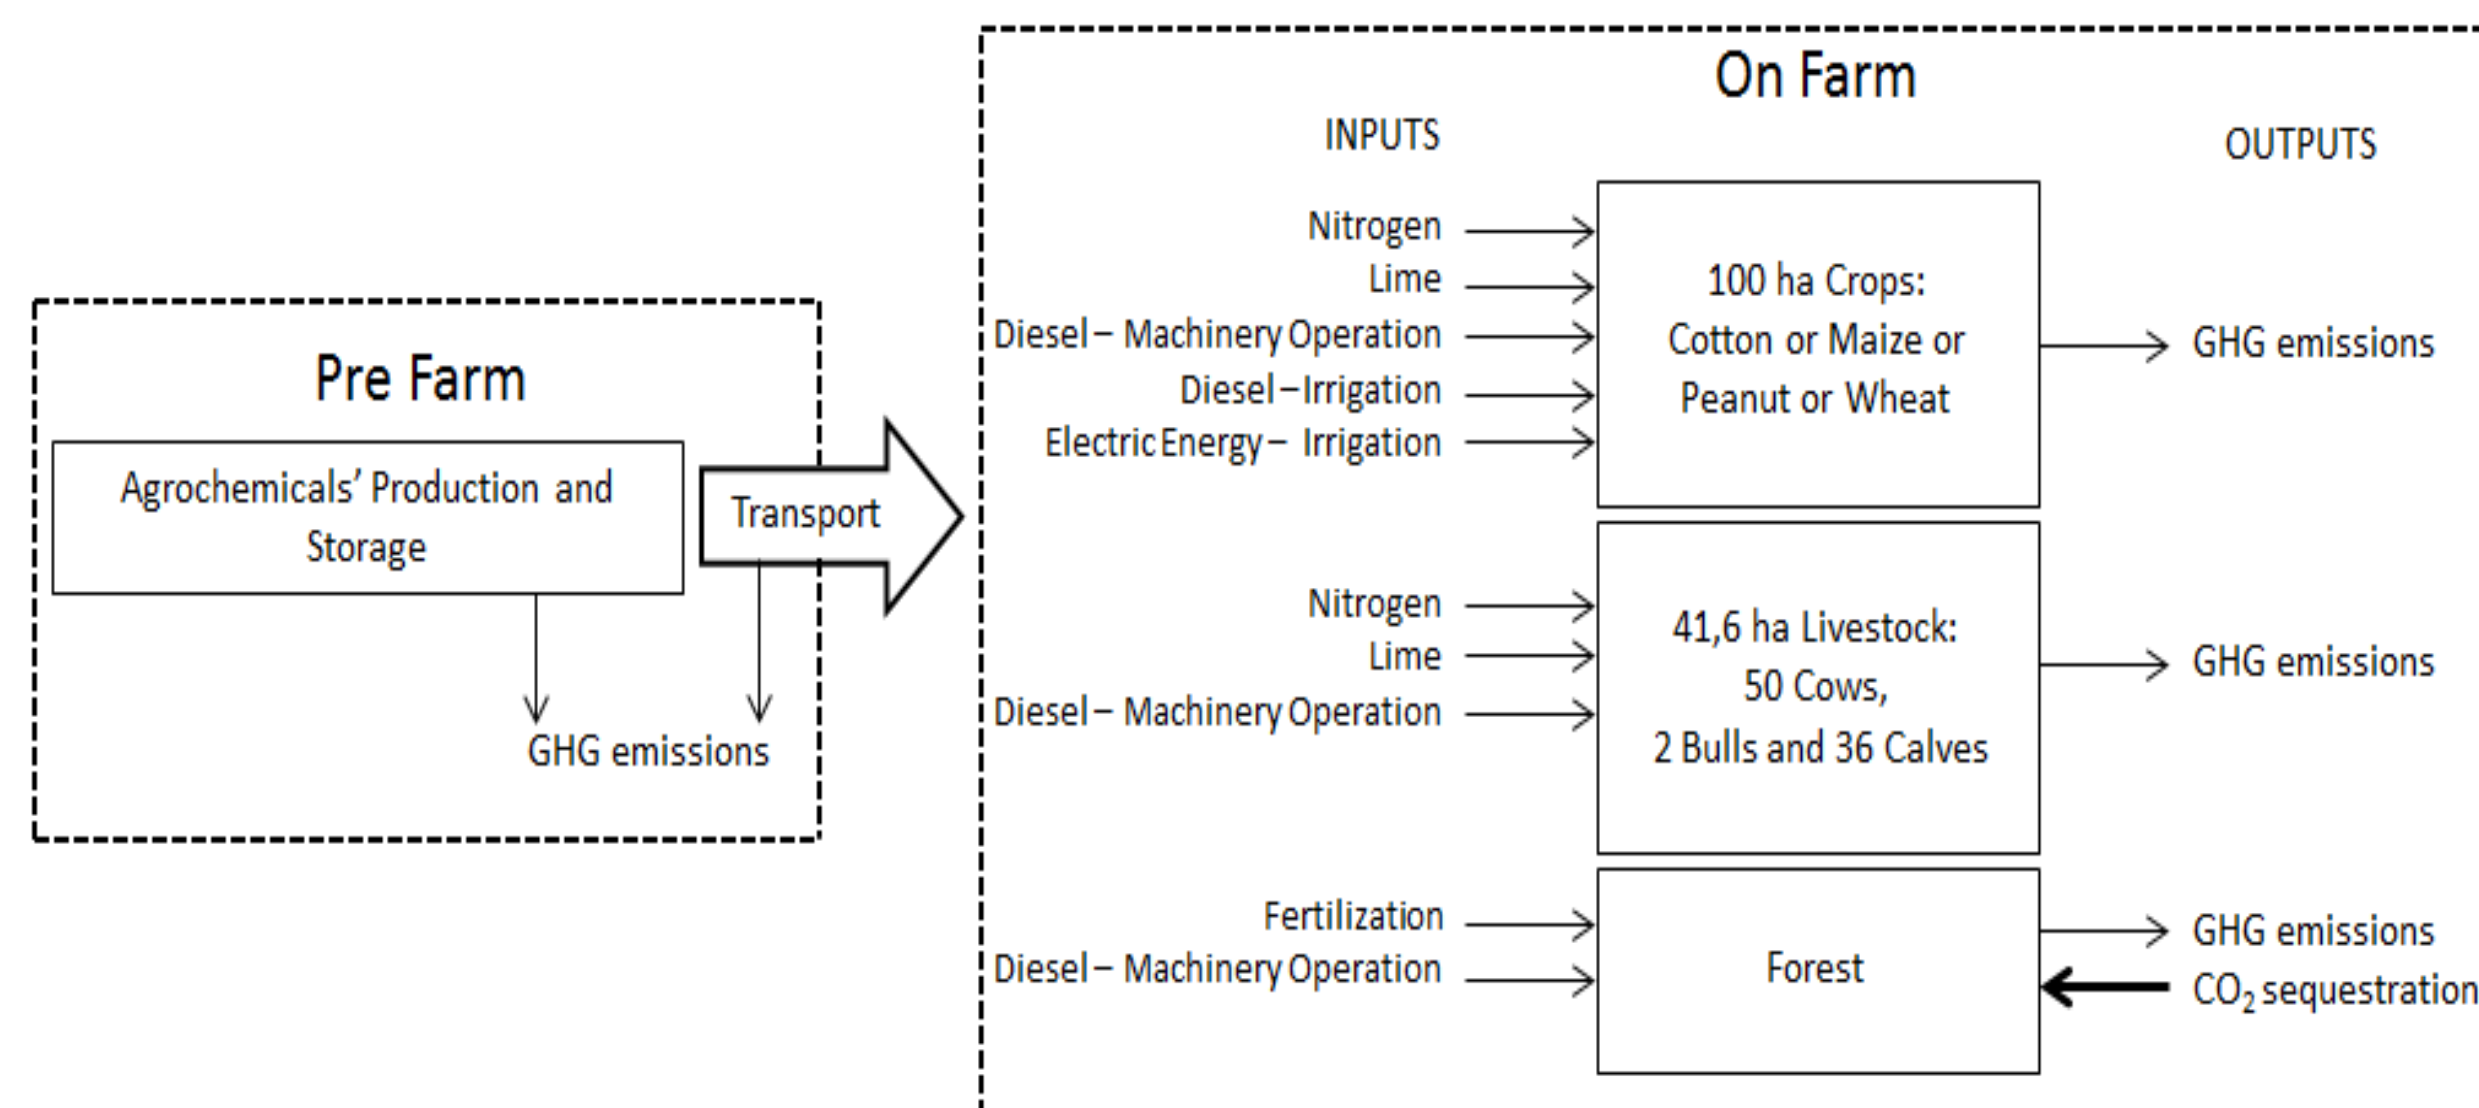 Pre Farm
Agrochemicals’ Production and
Storage
Transport
GHG emissions
On Farm
INPUTS
OUTPUTS
Nitrogen
Lime
Diesel – Machinery Operation
Diesel – Irrigation
Electric Energy – Irrigation
100 ha Crops:
Cotton or Maize or
Peanut or Wheat
GHG emissions
Nitrogen
Lime
Diesel – Machinery Operation
41,6 ha Livestock:
50 Cows,
2 Bulls and 36 Calves
GHG emissions
Fertilization
Diesel – Machinery Operation
Forest
GHG emissions
CO₂ sequestration